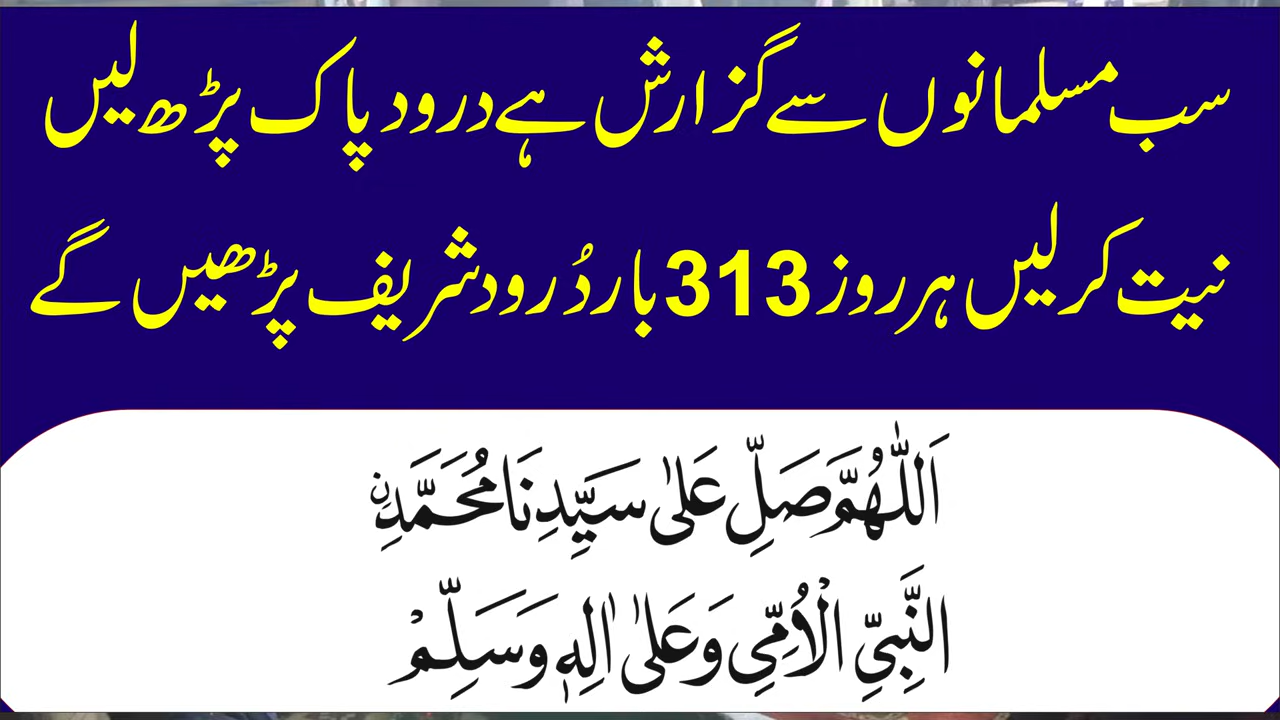 سب مسلمانوں سے گزارش ہے درود پاک پڑھ لیں
نیت کرلیں ہر روز 313 بار دُرود شریف پڑھیں گے
اَللّٰهُمَّ صَلِّ عَلٰی سَیِّدِنَا مُحَمَّدِنِ
النَّبِیِّ الْاُمِّیِّ وَعَلٰی اٰلِهٖ وَسَلِّمْ